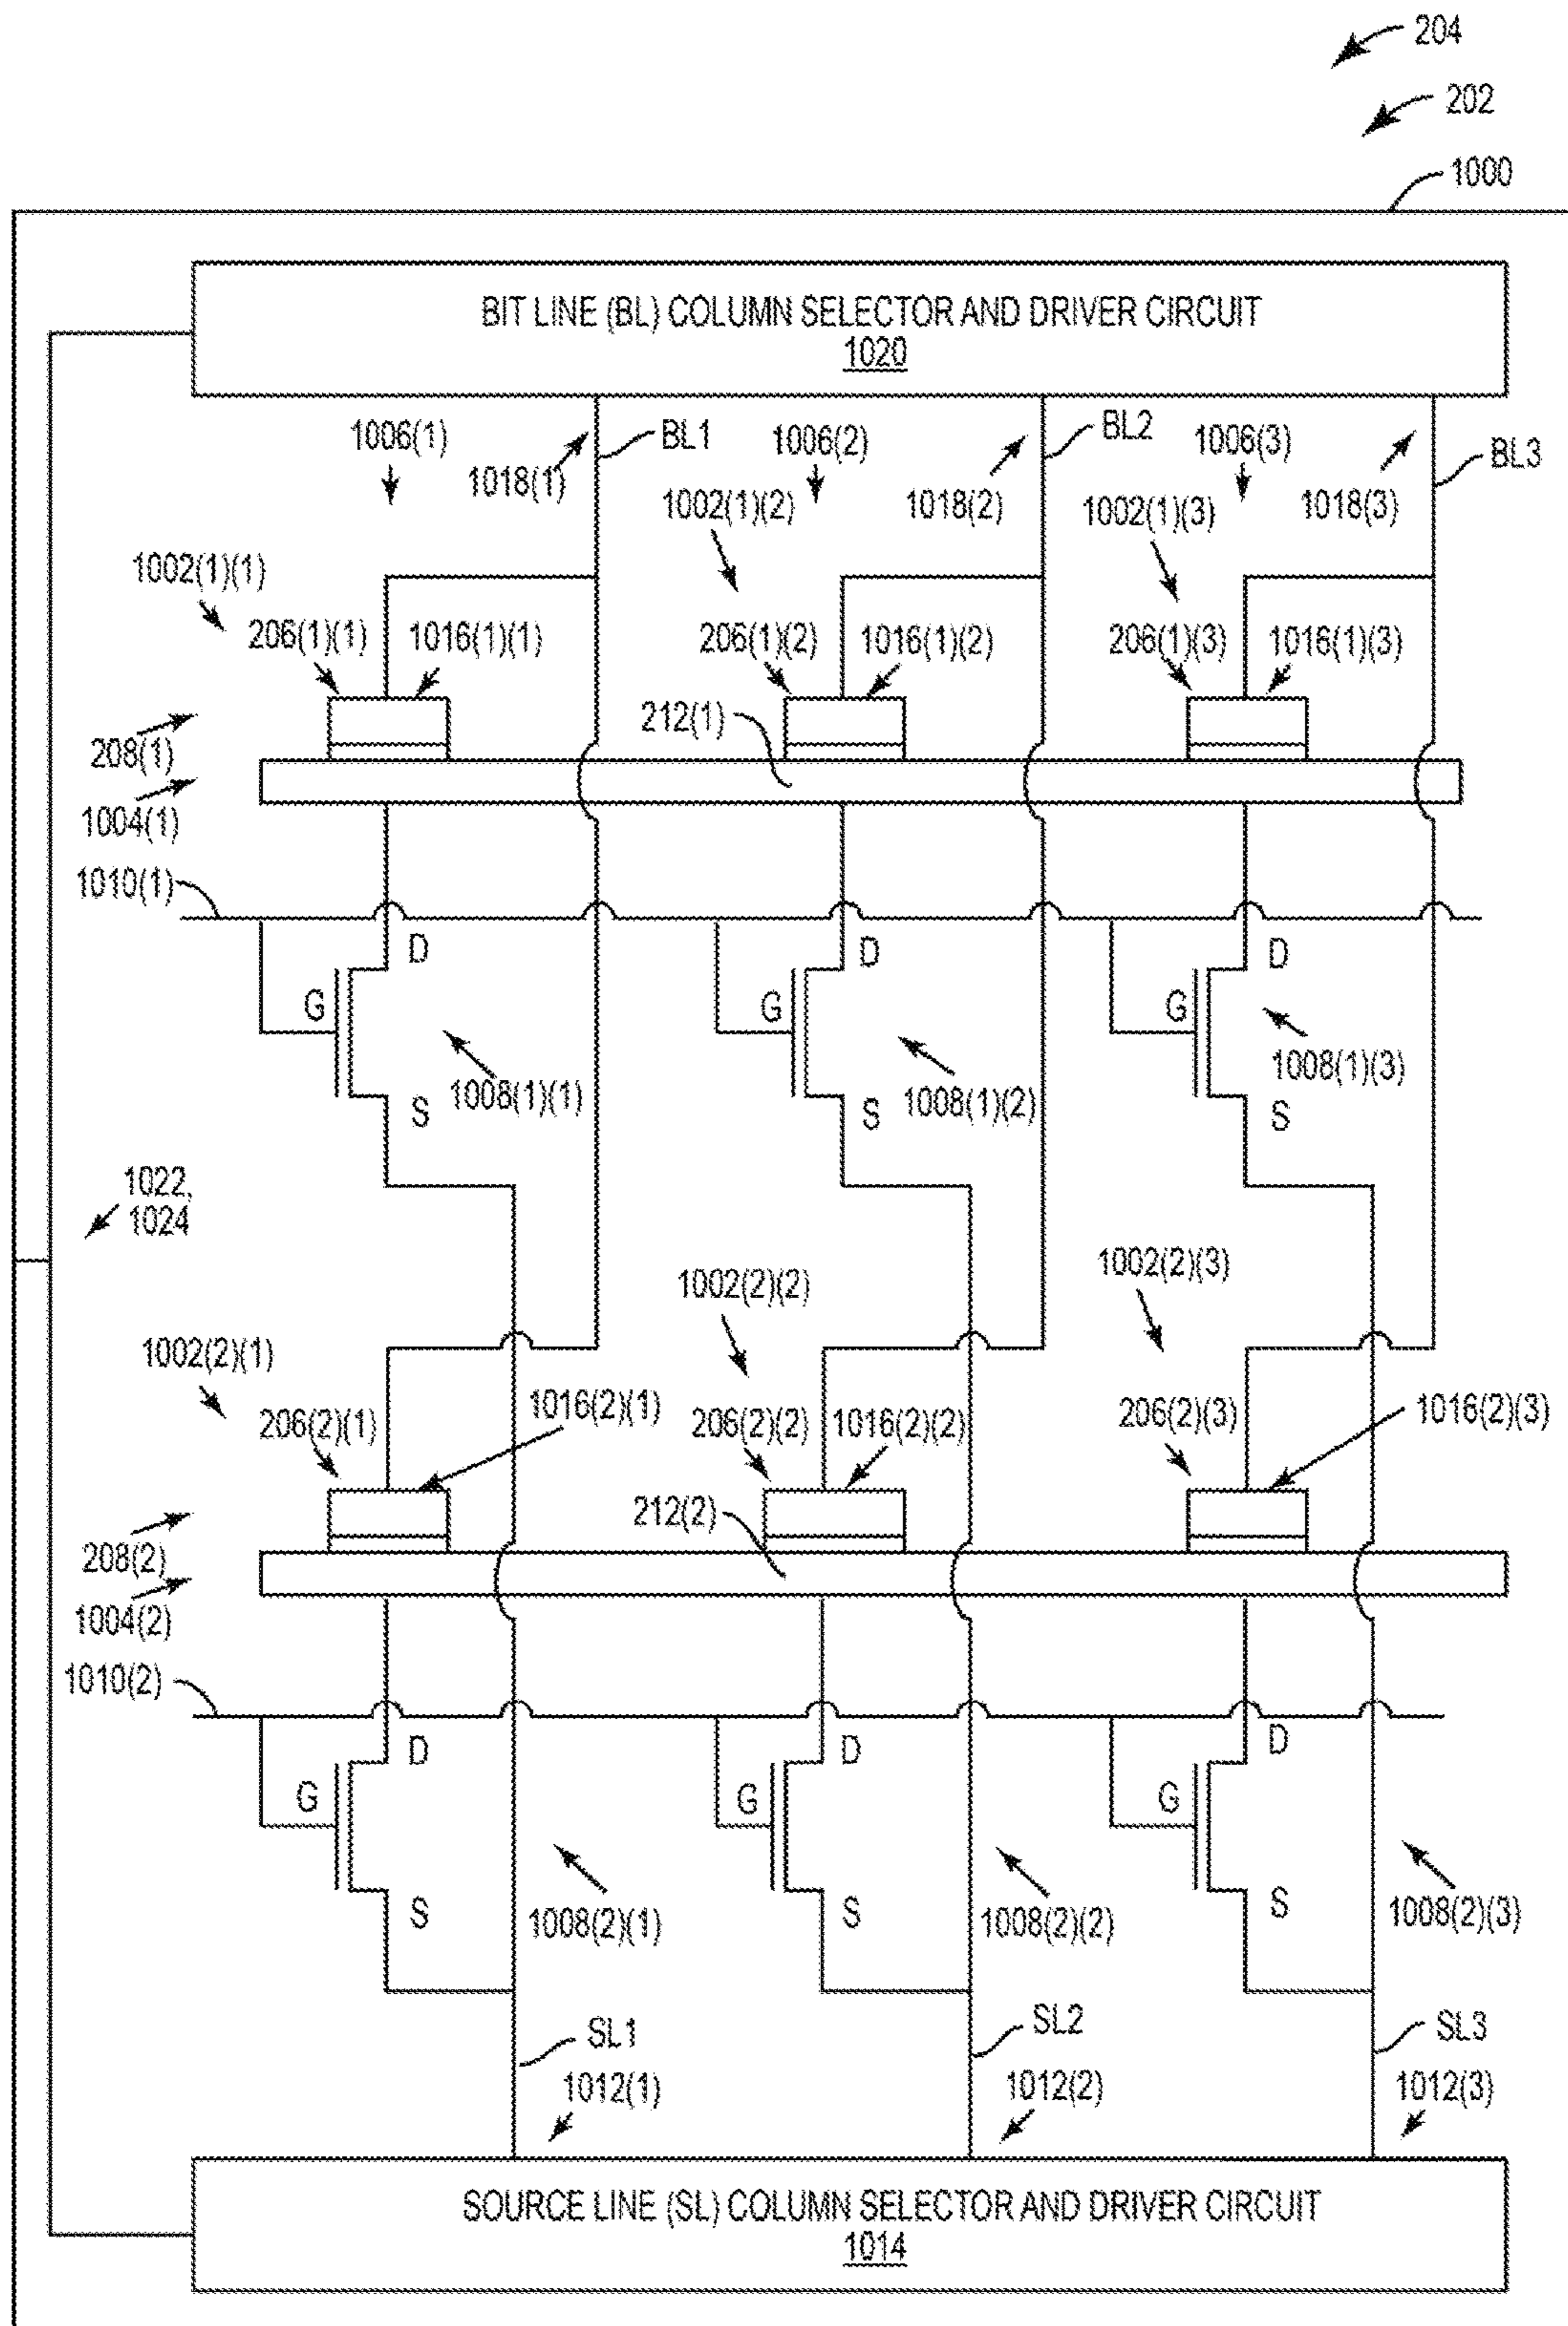 204
202
1000
BIT LINE (BL) COLUMN SELECTOR AND DRIVER CIRCUIT
1020
1006(1)
1018(1)
BL1
1006(2)
1002(1)(2)
1018(2)
BL2
1006(3)
1002(1)(3)
1018(3)
BL3
1002(1)(1)
206(1)(1)
1016(1)(1)
206(1)(2)
1016(1)(2)
206(1)(3)
1016(1)(3)
208(1)
212(1)
1004(1)
1010(1)
D
D
D
G
G
G
1008(1)(1)
1008(1)(2)
1008(1)(3)
S
S
S
1022,
1024
1002(2)(1)
1002(2)(2)
1002(2)(3)
206(2)(1)
1016(2)(1)
206(2)(2)
1016(2)(2)
206(2)(3)
1016(2)(3)
208(2)
212(2)
1004(2)
1010(2)
D
D
D
G
G
G
S
S
S
1008(2)(1)
1008(2)(2)
1008(2)(3)
SL1
SL2
SL3
1012(1)
1012(2)
1012(3)
SOURCE LINE (SL) COLUMN SELECTOR AND DRIVER CIRCUIT
1014